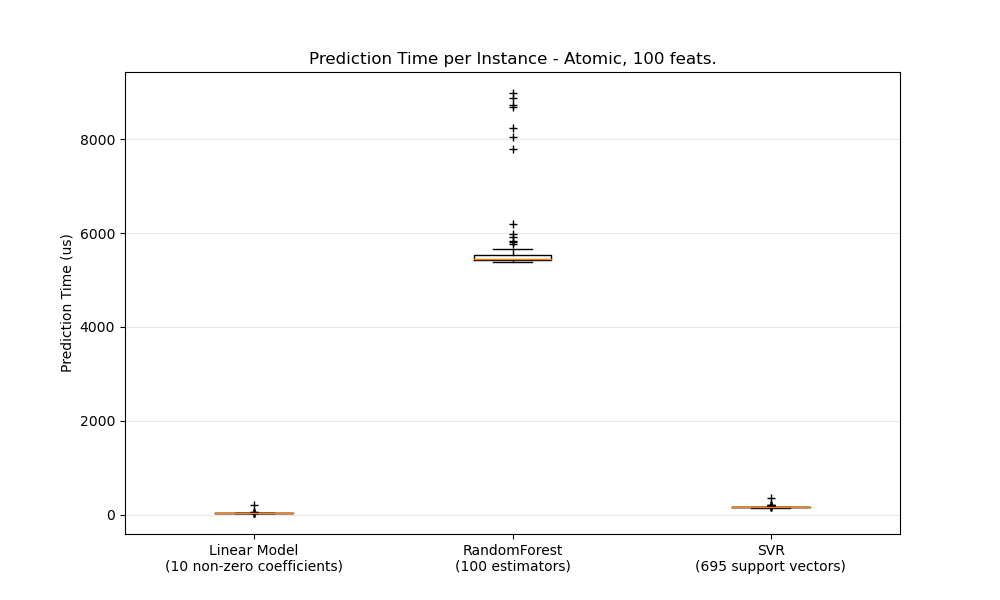 Prediction Time per Instance - Atomic, 100 feats.
Prediction Time (us)
8000
6000
4000
2000
0
Linear Model
(10 non-zero coefficients)
RandomForest
(100 estimators)
SVR
(695 support vectors)